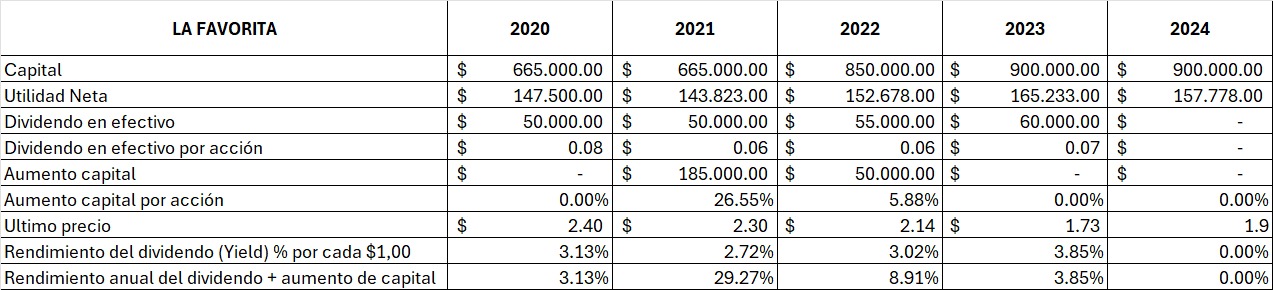 LA FAVORITA 2020 2021 2022 2023 2024
Capital $ 665.000.00 $ 665.000.00 $ 850.000.00 $ 900.000.00 $ 900.000.00
Utilidad Neta $ 147.500.00 $ 143.823.00 $ 152.678.00 $ 165.233.00 $ 157.778.00
Dividendo en efectivo $ 50.000.00 $ 50.000.00 $ 55.000.00 $ 60.000.00 $ -
Dividendo en efectivo por acción $ 0.08 $ 0.06 $ 0.06 $ 0.07 $ -
Aumento capital $ - $ 185.000.00 $ 50.000.00 $ - $ -
Aumento capital por acción 0.00% 26.55% 5.88% 0.00% 0.00%
Ultimo precio $ 2.40 $ 2.30 $ 2.14 $ 1.73 1.9
Rendimiento del dividendo (Yield) % por cada $1,00 3.13% 2.72% 3.02% 3.85% 0.00%
Rendimiento anual del dividendo + aumento de capital 3.13% 29.27% 8.91% 3.85% 0.00%